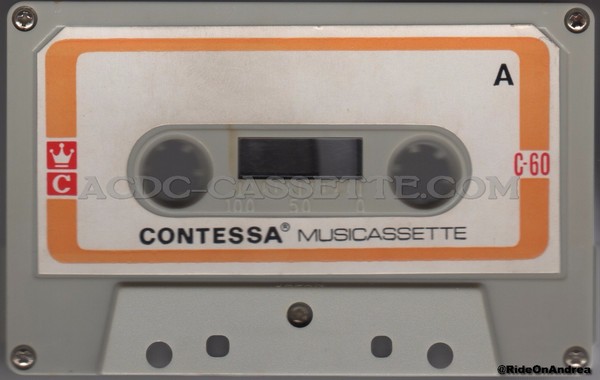 A
C-60
C
ACDC-CASSETTE.COM
100 50 0
CONTESSA® MUSICASSETTE
@RideOnAndrea